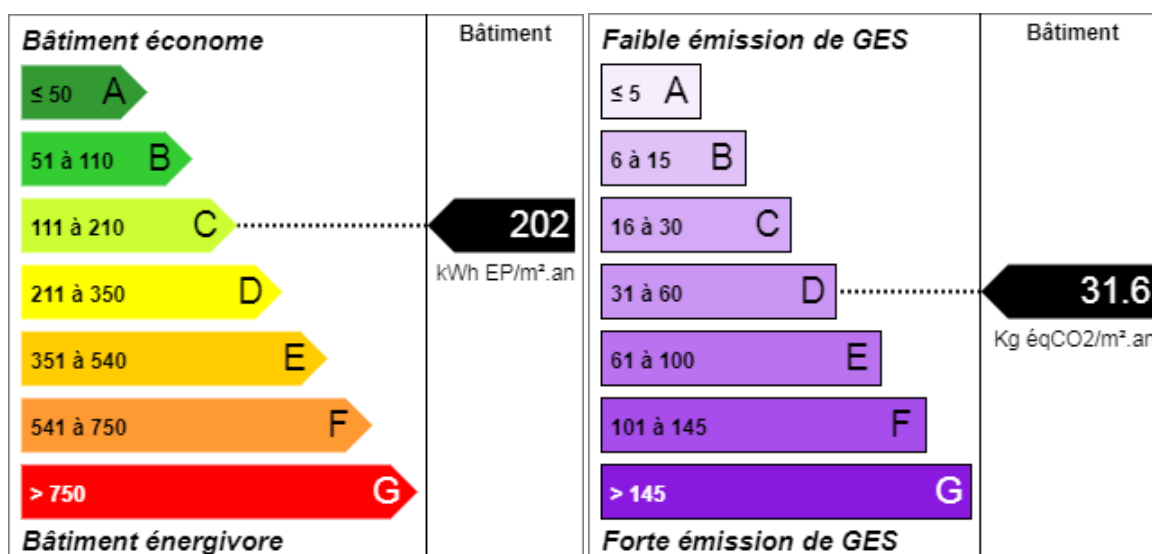 Bâtiment économe
Bâtiment
≤ 50 A
51 à 110 B
111 à 210 C
202
kWh EP/m².an
211 à 350 D
351 à 540 E
541 à 750 F
> 750 G
Bâtiment énergivore
Faible émission de GES
Bâtiment
≤ 5 A
6 à 15 B
16 à 30 C
31 à 60 D
31.6
Kg éqCO2/m².an
61 à 100 E
101 à 145 F
> 145 G
Forte émission de GES